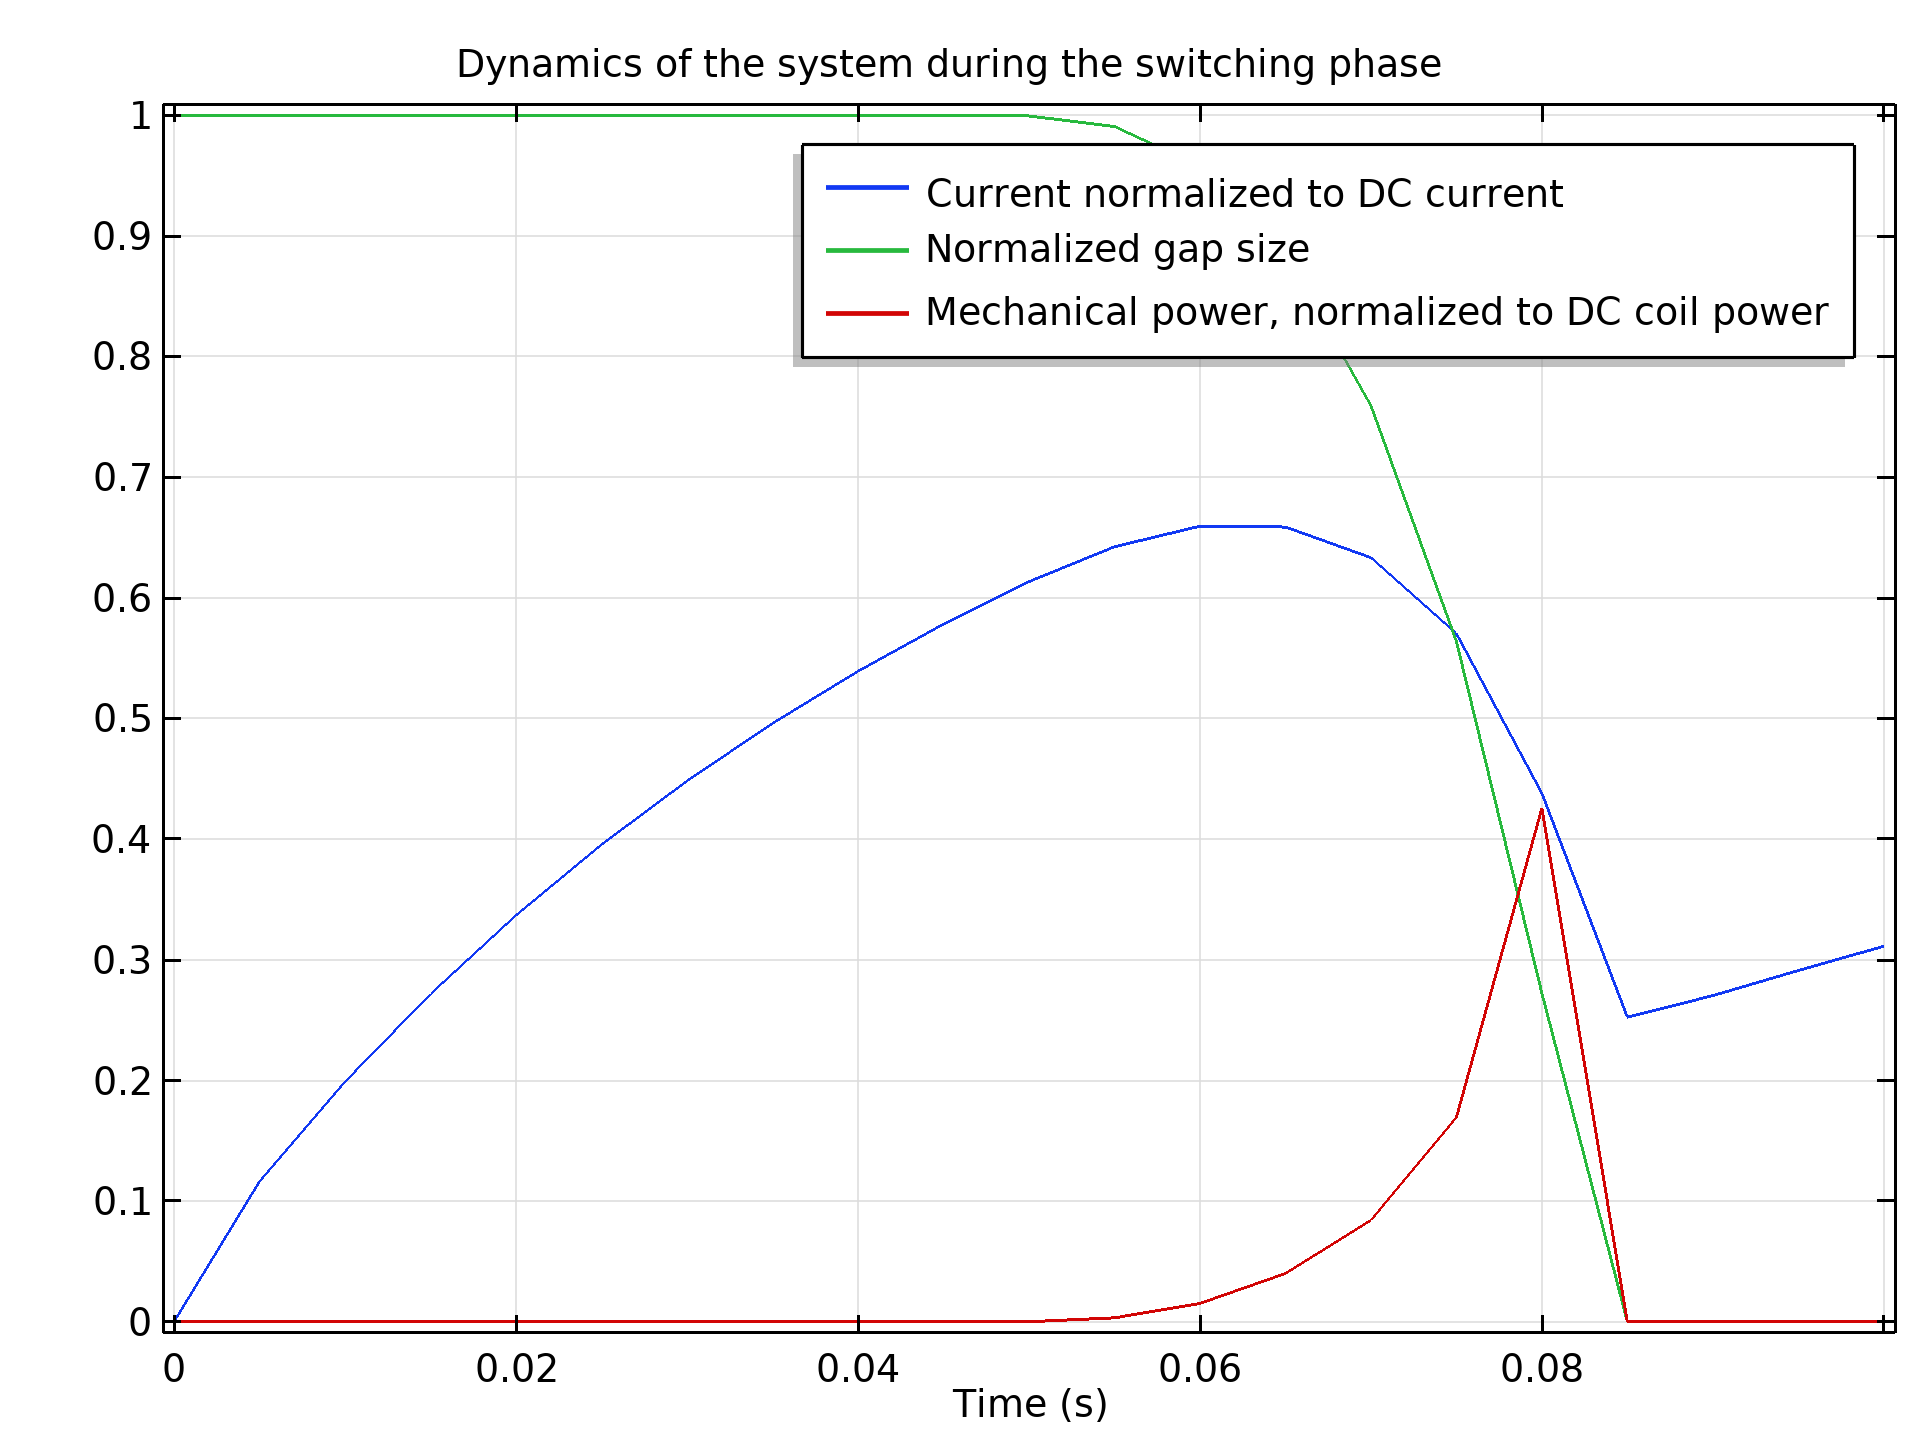 Dynamics of the system during the switching phase
1
0.9
0.8
0.7
0.6
0.5
0.4
0.3
0.2
0.1
0
Current normalized to DC current
Normalized gap size
Mechanical power, normalized to DC coil power
0 0.02 0.04 0.06 0.08
Time (s)